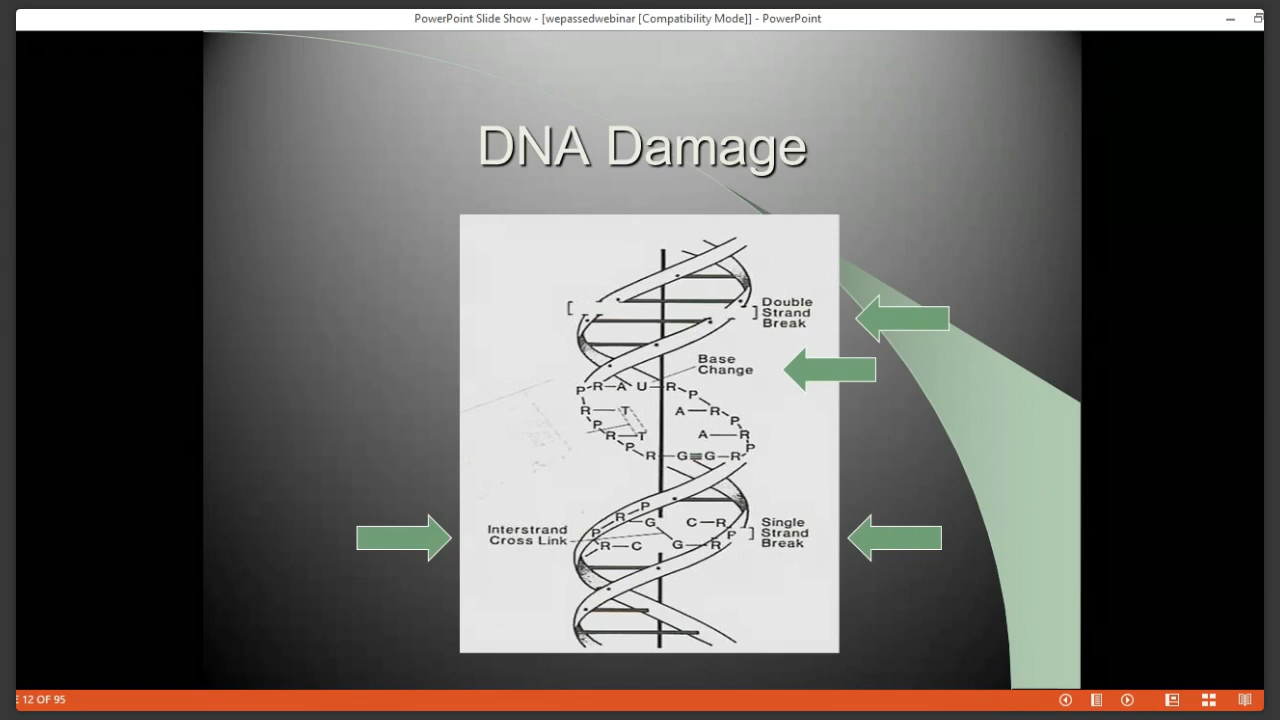 PowerPoint Slide Show - [wepassedwebinar [Compatibility Mode]] - PowerPoint
DNA Damage
Double
Strand
Break
Base
Change
P R A U R P
R T A R P
P R T A R
P R G G R P
P R P
R G C R
Interstrand
Cross Link
Single
Strand
Break
R C G R P
E 12 OF 95